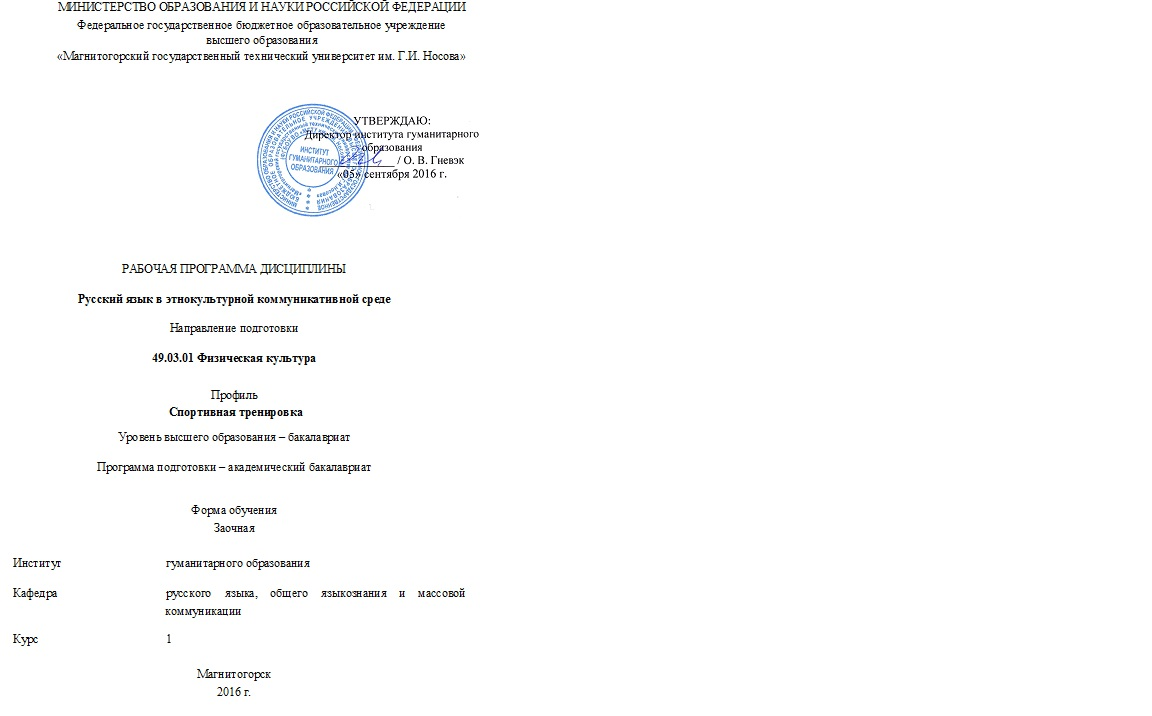 МИНИСТЕРСТВО ОБРАЗОВАНИЯ И НАУКИ РОССИЙСКОЙ ФЕДЕРАЦИИ
Федеральное государственное бюджетное образовательное учреждение
высшего образования
«Магнитогорский государственный технический университет им. Г.И. Носова»
УТВЕРЖДАЮ:
Директор института гуманитарного
образования
/ О. В. Гневэк
«05» сентября 2016 г.
ИНСТИТУТ
ГУМАНИТАРНОГО
ОБРАЗОВАНИЯ
РАБОЧАЯ ПРОГРАММА ДИСЦИПЛИНЫ
Русский язык в этнокультурной коммуникативной среде
Направление подготовки
49.03.01 Физическая культура
Профиль
Спортивная тренировка
Уровень высшего образования – бакалавриат
Программа подготовки – академический бакалавриат
Форма обучения
Заочная
Институт гуманитарного образования
Кафедра русского языка, общего языкознания и массовой
коммуникации
Курс 1
Магнитогорск
2016 г.